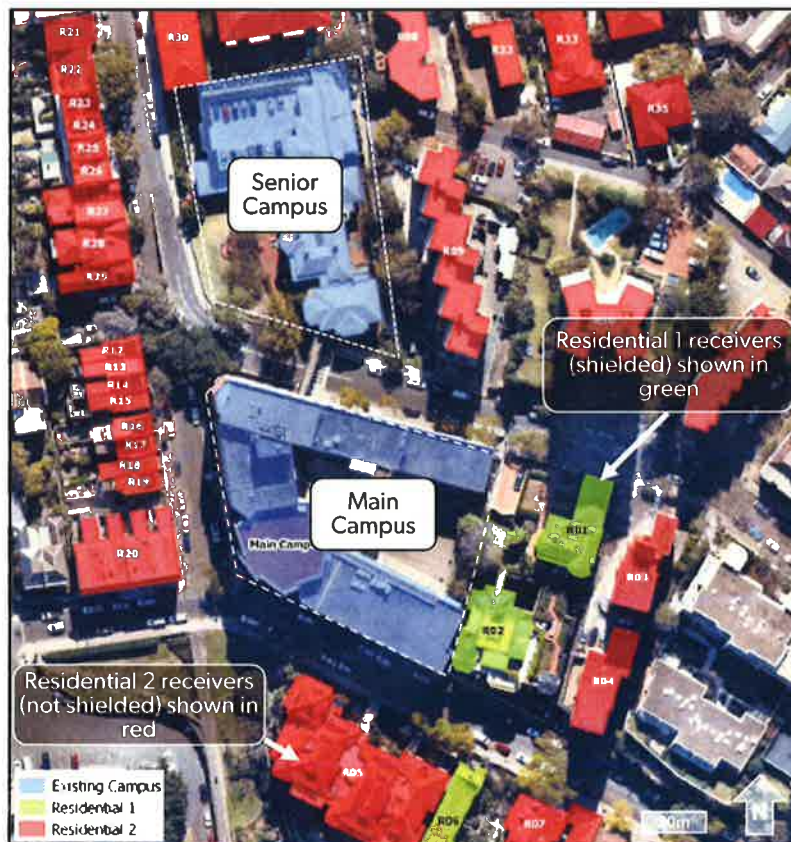 R21
R30
R22
R33
R33
R23
R35
R24
R25
R26
Senior
Campus
R27
R28
R09
R29
Residential 1 receivers
(shielded) shown in
green
R12
R13
R14
R15
R16
R17
R18
R19
Main
Campus
R01
R20
Main Camp
R03
R02
R04
Residential 2 receivers
(not shielded) shown in
red
R05
Existing Campus
Residential 1
Residential 2
R06
R07
N